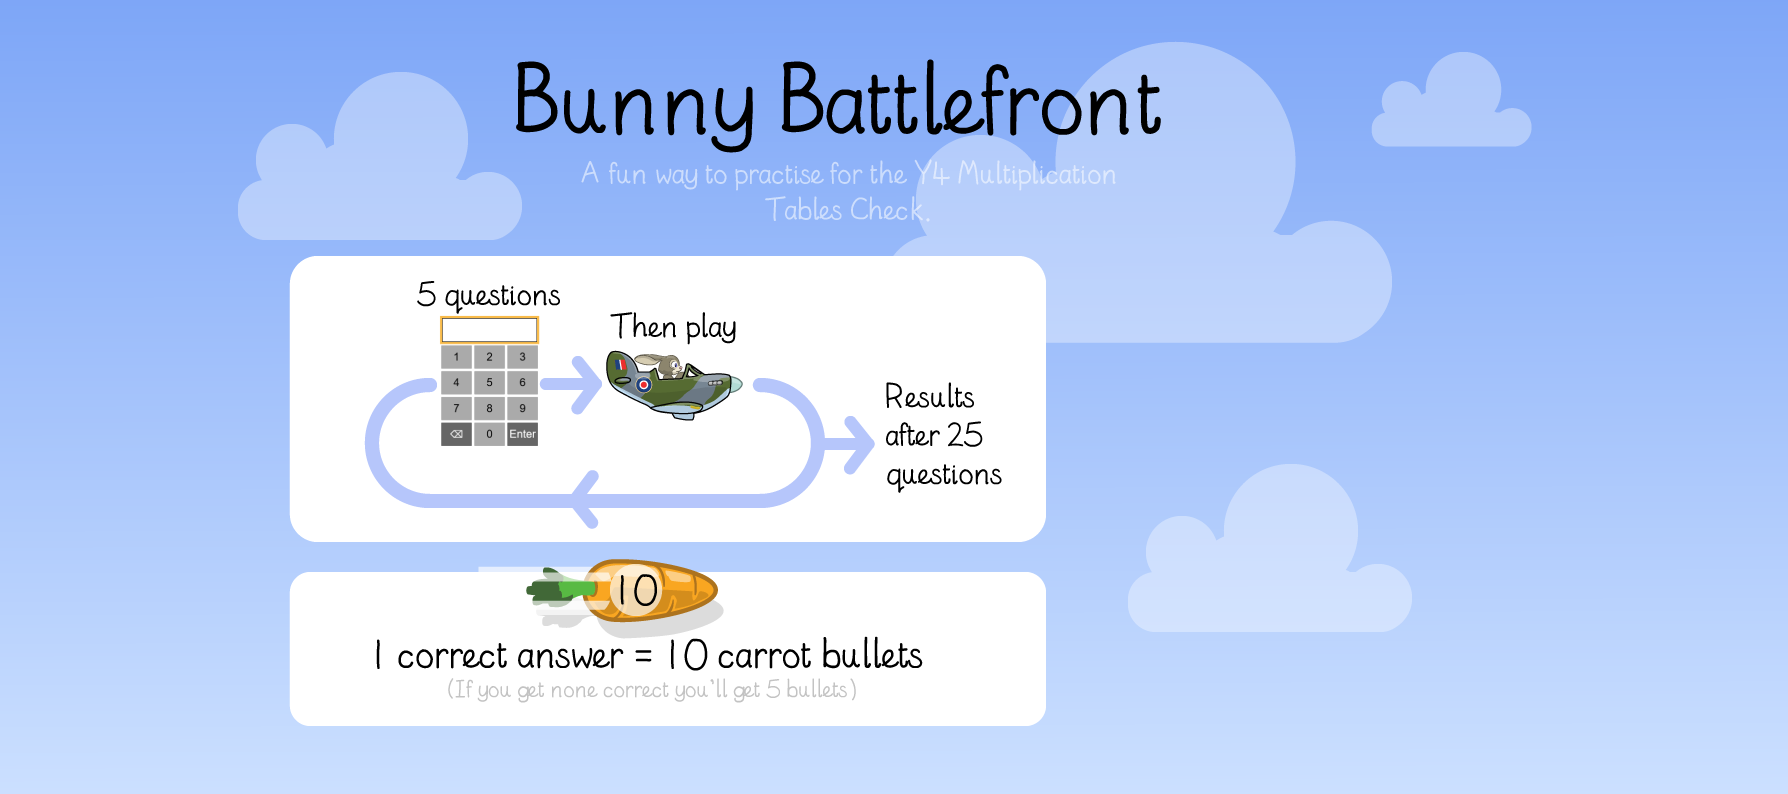 Bunny Battlefront
A fun way to practise for the Y4 Multiplication
Tables Check.
5 questions
1 2 3
4 5 6
7 8 9
0 Enter
Then play
Results
after 25
questions
10
1 correct answer = 10 carrot bullets
(If you get none correct you'll get 5 bullets)